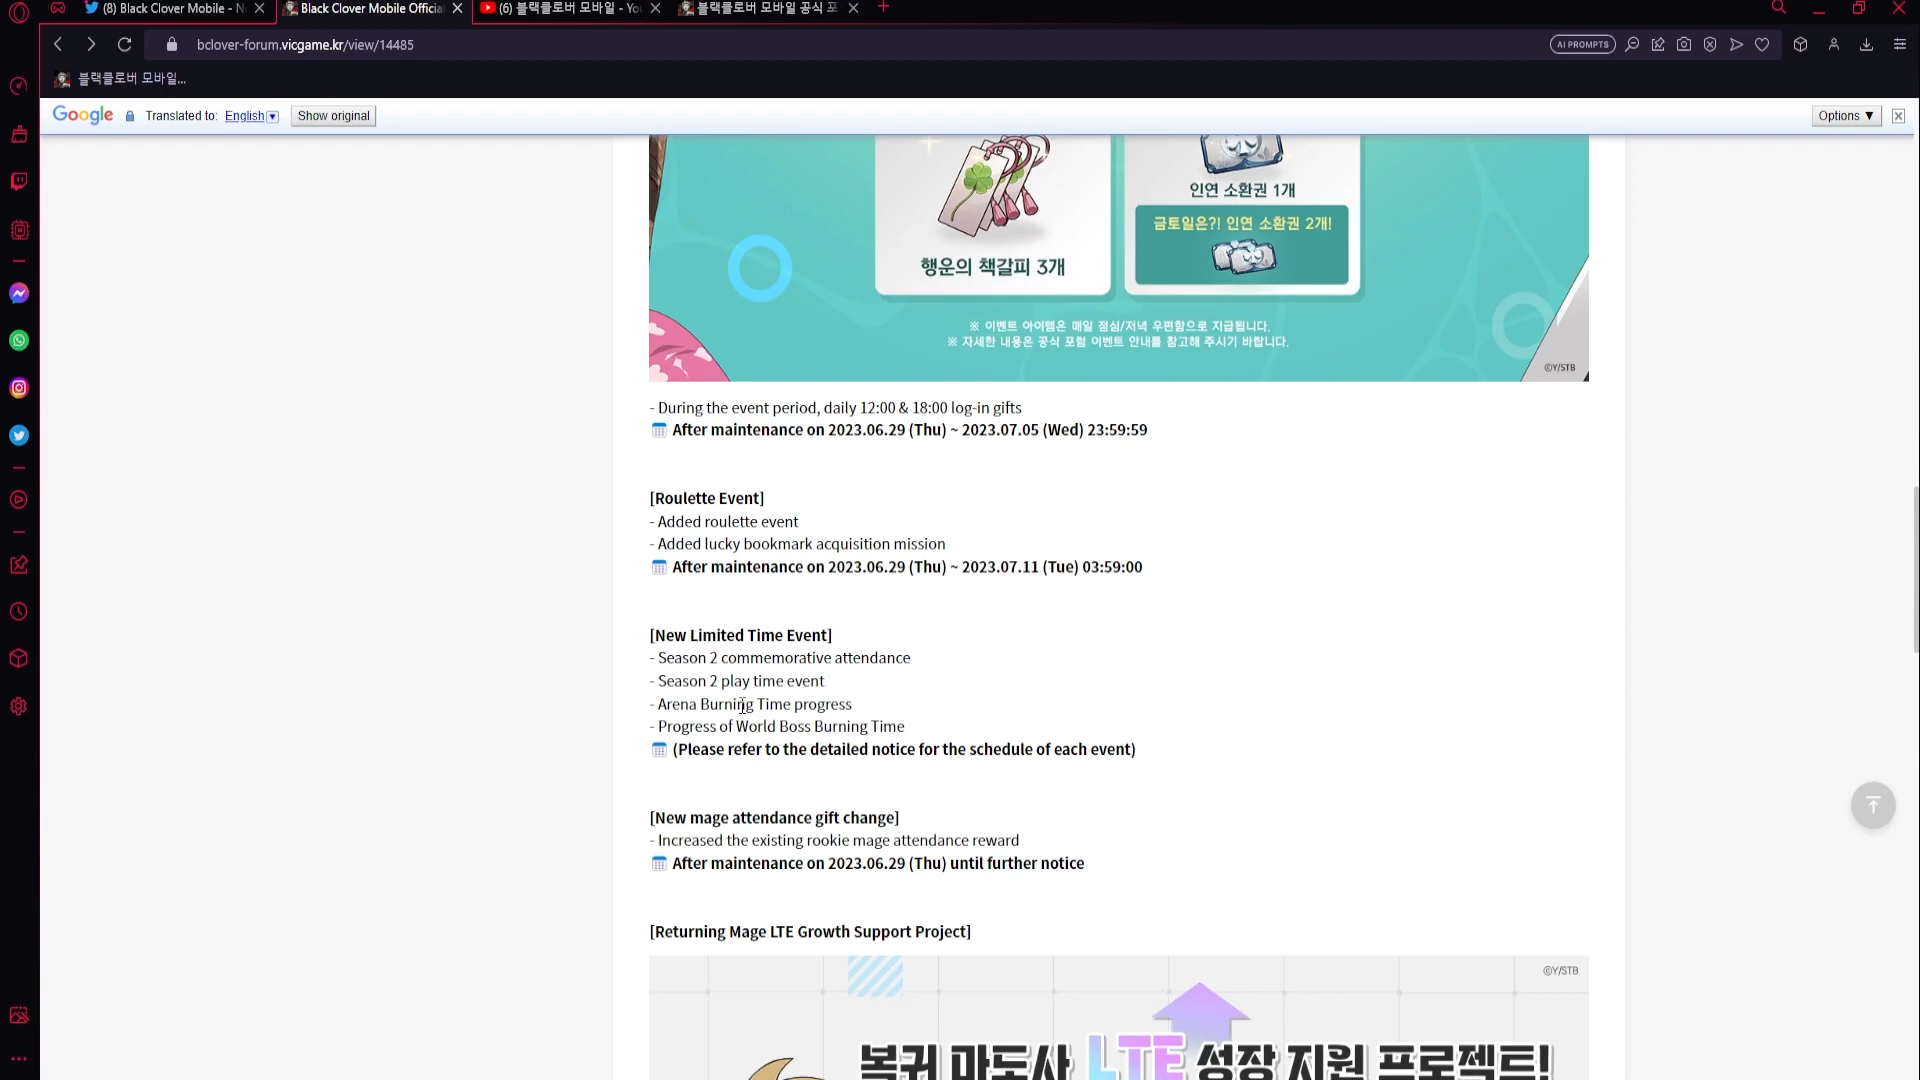 (8) Black Clover Mobile - N
Black Clover Mobile Officia
(6) 블랙클로버 모바일 - You
블랙클로버 모바일 공식 포
bclover-forum.vicgame.kr/view/14485
AI PROMPTS
블랙클로버 모바일...
Google Translated to: English Show original Options ▼
인연 소환권 1개
금토일은?! 인연 소환권 2개!
행운의 책갈피 3개
※ 이벤트 아이템은 매일 점심/저녁 우편함으로 지급됩니다.
※ 자세한 내용은 공식 포럼 이벤트 안내를 참고해 주시기 바랍니다.
©Y/STB
- During the event period, daily 12:00 & 18:00 log-in gifts
After maintenance on 2023.06.29 (Thu) ~ 2023.07.05 (Wed) 23:59:59
[Roulette Event]
- Added roulette event
- Added lucky bookmark acquisition mission
After maintenance on 2023.06.29 (Thu) ~ 2023.07.11 (Tue) 03:59:00
[New Limited Time Event]
- Season 2 commemorative attendance
- Season 2 play time event
- Arena Burning Time progress
- Progress of World Boss Burning Time
(Please refer to the detailed notice for the schedule of each event)
[New mage attendance gift change]
- Increased the existing rookie mage attendance reward
After maintenance on 2023.06.29 (Thu) until further notice
[Returning Mage LTE Growth Support Project]
©Y/STB
복귀 마도사 LTE 성장 지원 프로젝트!